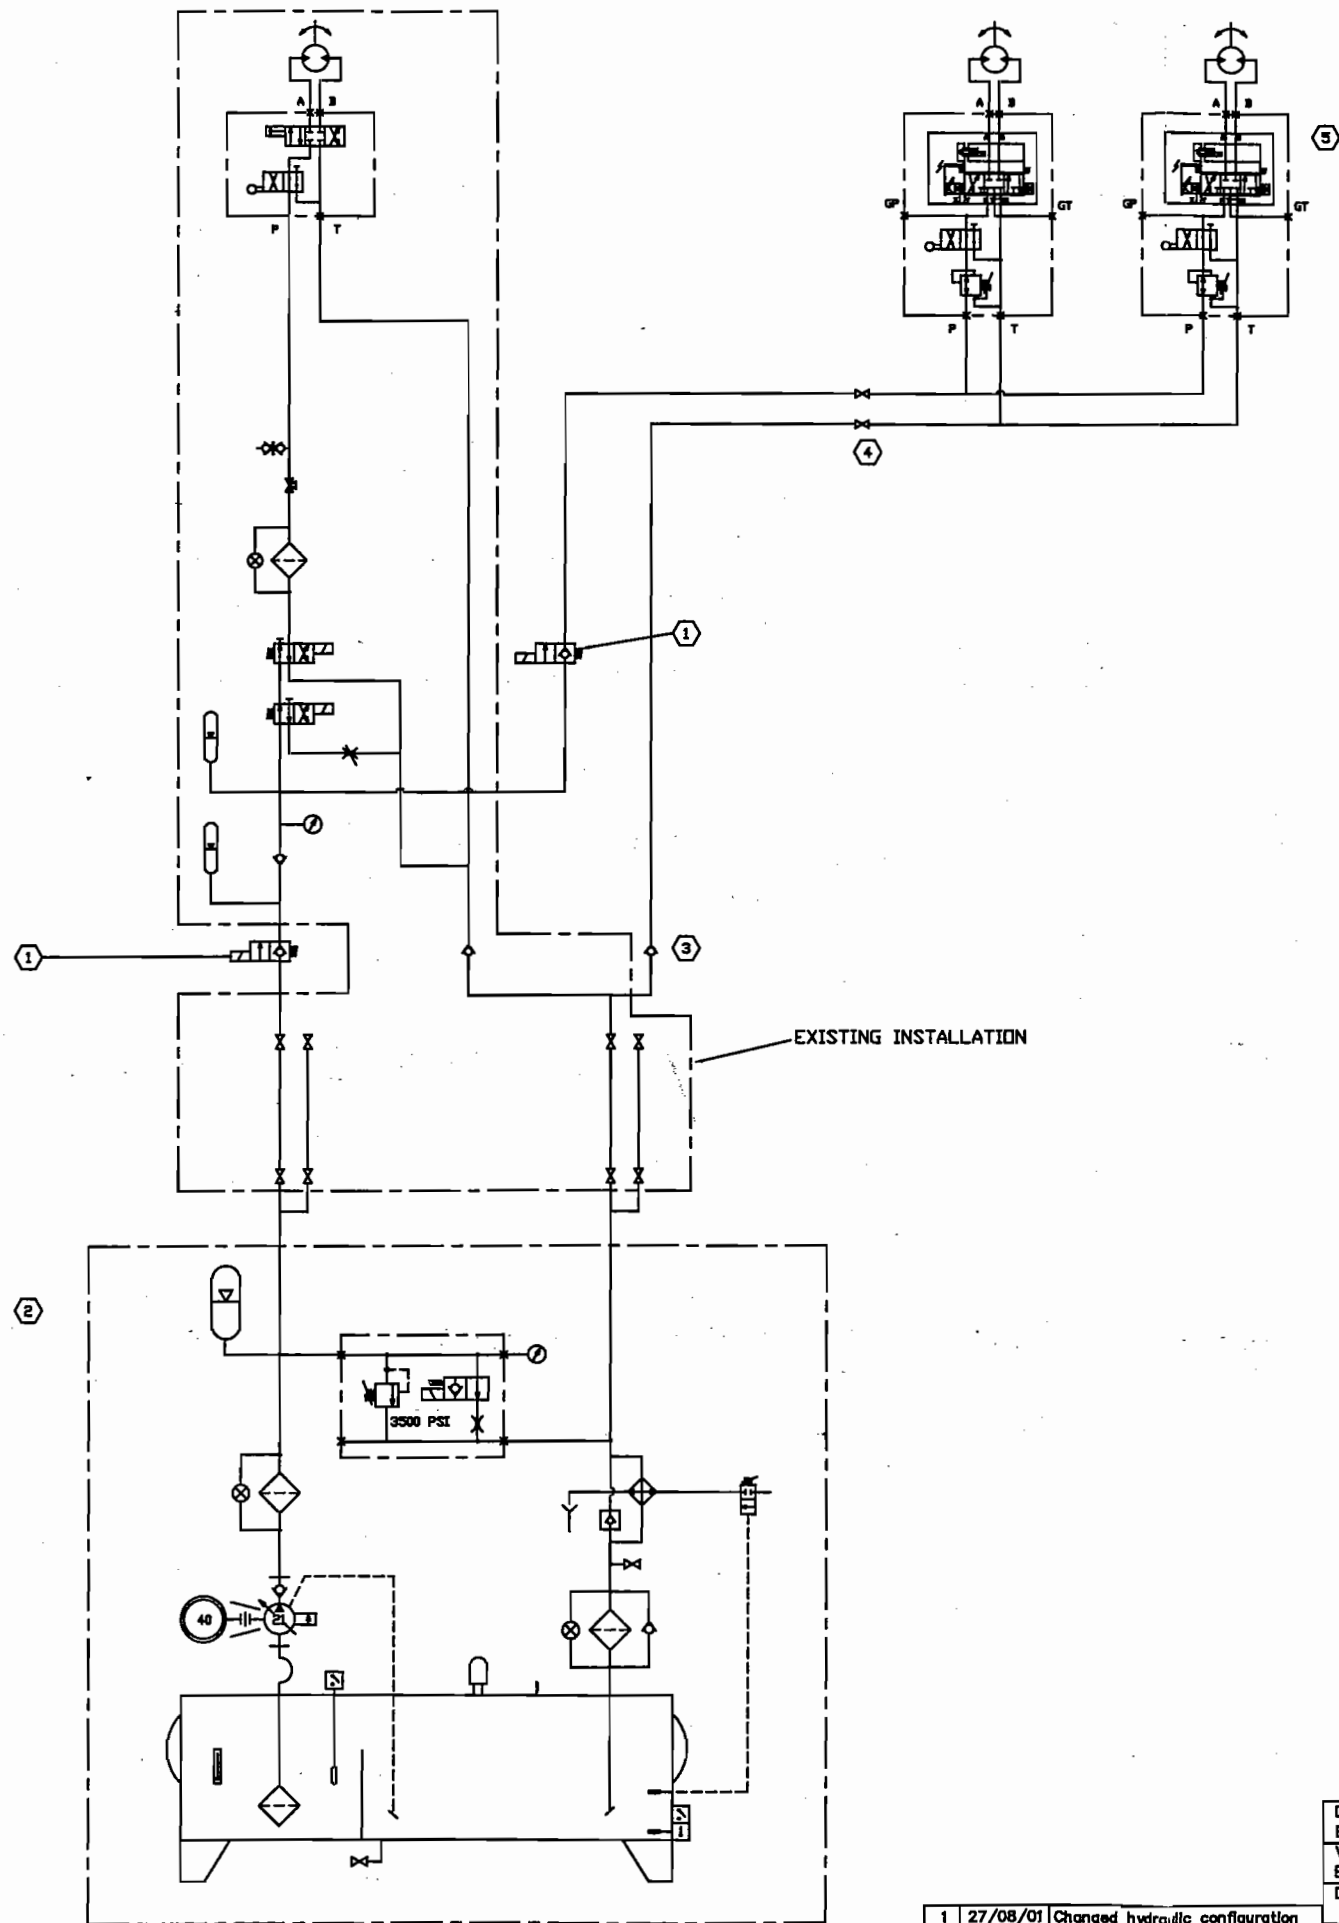 A B
A B
A B
5
P T
GP GT
GP GT
P T
P T
4
1
1
3
EXISTING INSTALLATION
2
3500 PSI
40
21
1 27/08/01 Changed hydraulic configuration